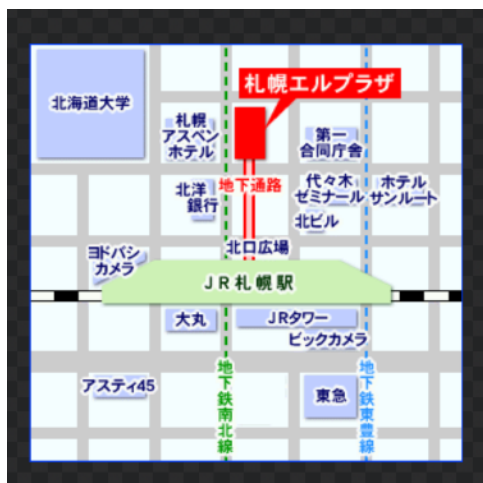 札幌エルプラザ
北海道大学
札幌
アスペン
ホテル
第一
合同庁舎
地下通路
北洋
銀行
代々木
ゼミナール
ホテル
サンルート
北ビル
北口広場
ヨドバシ
カメラ
JR札幌駅
大丸
JRタワー
ビックカメラ
アスティ45
東急
地下鉄南北線
地下鉄東豊線